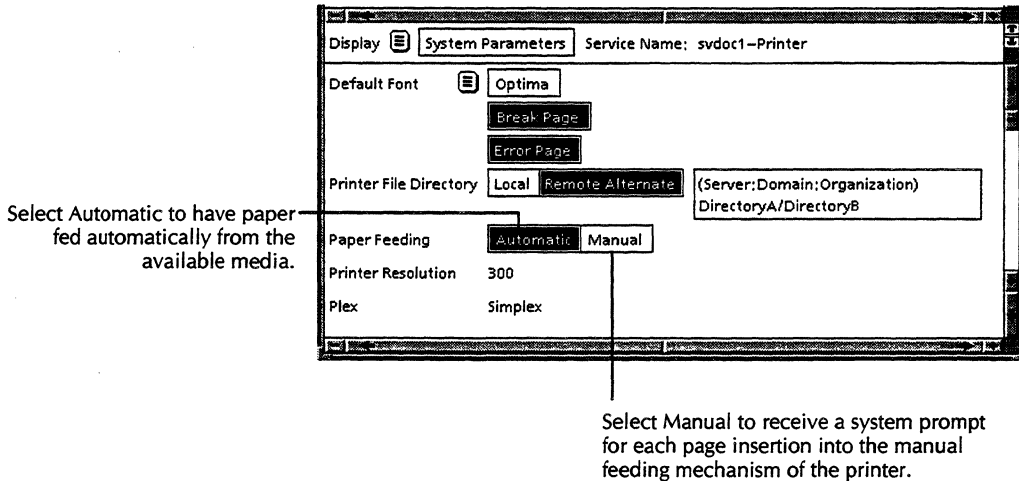 Display System Parameters Service Name: svdoc1-Printer
Default Font Optima
Break Page
Error Page
Printer File Directory Local Remote Alternate (Server:Domain:Organization)
DirectoryA/DirectoryB
Select Automatic to have paper
fed automatically from the
available media.
Paper Feeding Automatic Manual
Printer Resolution 300
Plex Simplex
Select Manual to receive a system prompt
for each page insertion into the manual
feeding mechanism of the printer.